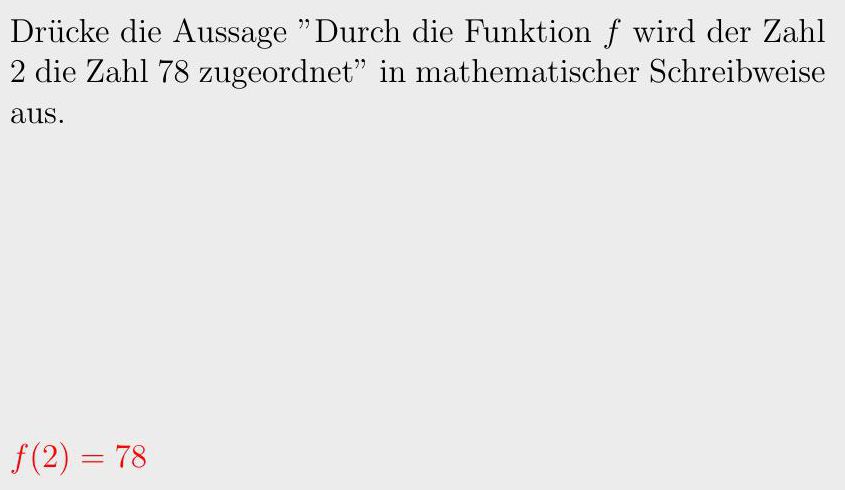 Drücke die Aussage ”Durch die Funktion f wird der Zahl
2 die Zahl 78 zugeordnet” in mathematischer Schreibweise
aus.
f(2) = 78